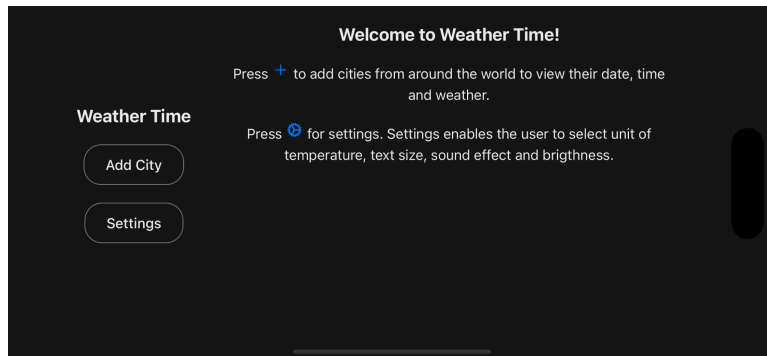 Welcome to Weather Time!
Press + to add cities from around the world to view their date, time
and weather.
Press for settings. Settings enables the user to select unit of
temperature, text size, sound effect and brigthness.
Weather Time
Add City
Settings